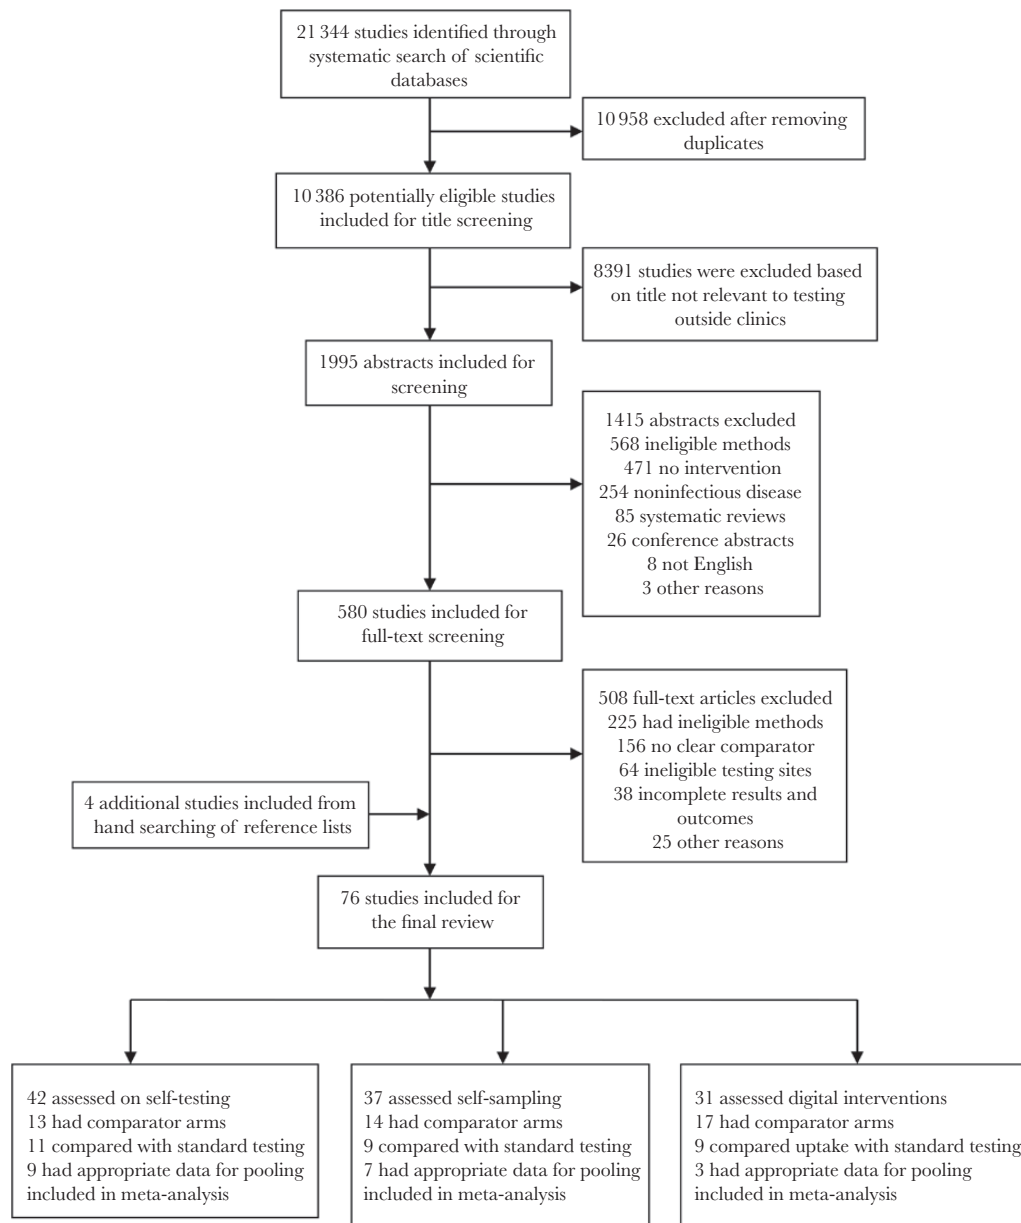 21 344 studies identified through
systematic search of scientific
databases
10 958 excluded after removing
duplicates
10 386 potentially eligible studies
included for title screening
8391 studies were excluded based
on title not relevant to testing
outside clinics
1995 abstracts included for
screening
1415 abstracts excluded
568 ineligible methods
471 no intervention
254 noninfectious disease
85 systematic reviews
26 conference abstracts
8 not English
3 other reasons
580 studies included for
full-text screening
508 full-text articles excluded
225 had ineligible methods
156 no clear comparator
64 ineligible testing sites
38 incomplete results and
outcomes
25 other reasons
4 additional studies included from
hand searching of reference lists
76 studies included for
the final review
42 assessed on self-testing
13 had comparator arms
11 compared with standard testing
9 had appropriate data for pooling
included in meta-analysis
37 assessed self-sampling
14 had comparator arms
9 compared with standard testing
7 had appropriate data for pooling
included in meta-analysis
31 assessed digital interventions
17 had comparator arms
9 compared uptake with standard testing
3 had appropriate data for pooling
included in meta-analysis